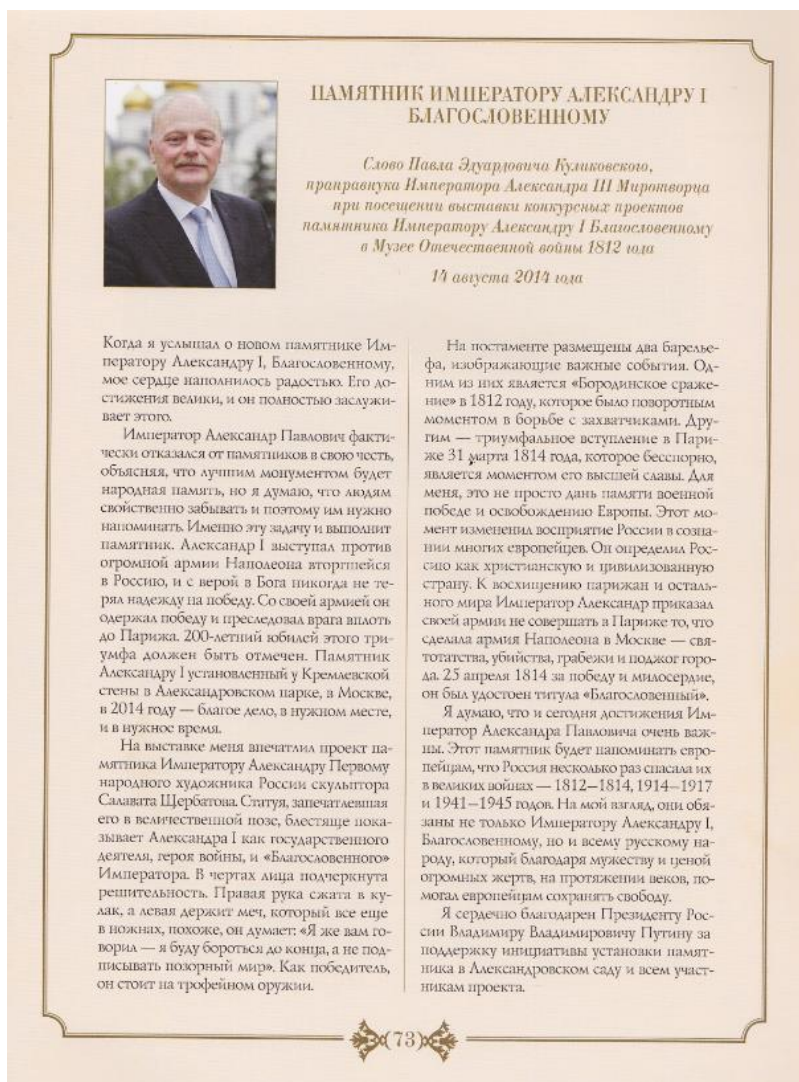 ПАМЯТНИК ИМПЕРАТОРУ АЛЕКСАНДРУ I
БЛАГОСЛОВЕННОМУ
Слово Павла Эдуардовича Куликовского,
праправнука Императора Александра III Миротворца
при посещении выставки конкурсных проектов
памятника Императору Александру I Благословенному
в Музее Отечественной войны 1812 года
14 августа 2014 года
Когда я услышал о новом памятнике Им-
ператору Александру I, Благословенному,
мое сердце наполнилось радостью. Его до-
стижения велики, и он полностью заслужи-
вает этого.
Император Александр Павлович факти-
чески отказался от памятников в свою честь,
объясняя, что лучшим монументом будет
народная память, но я думаю, что людям
свойственно забывать и поэтому им нужно
напоминать. Именно эту задачу и выполнит
памятник. Александр I выступал против
огромной армии Наполеона вторгшейся
в Россию, и с верой в Бога никогда не те-
рял надежду на победу. Со своей армией он
одержал победу и преследовал врага вплоть
до Парижа. 200-летний юбилей этого три-
умфа должен быть отмечен. Памятник
Александру I установленный у Кремлевской
стены в Александровском парке, в Москве,
в 2014 году — благое дело, в нужном месте,
и в нужное время.
На выставке меня впечатлил проект па-
мятника Императору Александру Первому
народного художника России скульптора
Салавата Щербатова. Статуя, запечатлевшая
его в величественной позе, блестяще пока-
зывает Александра I как государственного
деятеля, героя войны, и «Благословенного»
Императора. В чертах лица подчеркнута
решительность. Правая рука сжата в ку-
лак, а левая держит меч, который все еще
в ножнах, похоже, он думает: «Я же вам го-
ворил — я буду бороться до конца, а не под-
писывать позорный мир». Как победитель,
он стоит на трофейном оружии.
На постаменте размещены два барелье-
фа, изображающие важные события. Од-
ним из них является «Бородинское сраже-
ние» в 1812 году, которое было поворотным
моментом в борьбе с захватчиками. Дру-
гим — триумфальное вступление в Пари-
же 31 марта 1814 года, которое бесспорно,
является моментом его высшей славы. Для
меня, это не просто дань памяти военной
победе и освобождению Европы. Этот мо-
мент изменил восприятие России в созна-
нии многих европейцев. Он определил Рос-
сию как христианскую и цивилизованную
страну. К восхищению парижан и осталь-
ного мира Император Александр приказал
своей армии не совершать в Париже то, что
сделала армия Наполеона в Москве — свя-
тотатства, убийства, грабежи и поджог горо-
да. 25 апреля 1814 за победу и милосердие,
он был удостоен титула «Благословенный».
Я думаю, что и сегодня достижения Им-
ператор Александра Павловича очень важ-
ны. Этот памятник будет напоминать евро-
пейцам, что Россия несколько раз спасала их
в великих войнах — 1812–1814, 1914–1917
и 1941–1945 годов. На мой взгляд, они обя-
заны не только Императору Александру I,
Благословенному, но и всему русскому на-
роду, который благодаря мужеству и ценой
огромных жертв, на протяжении веков, по-
могал европейцам сохранять свободу.
Я сердечно благодарен Президенту Рос-
сии Владимиру Владимировичу Путину за
поддержку инициативы установки памят-
ника в Александровском саду и всем участ-
никам проекта.
(73)